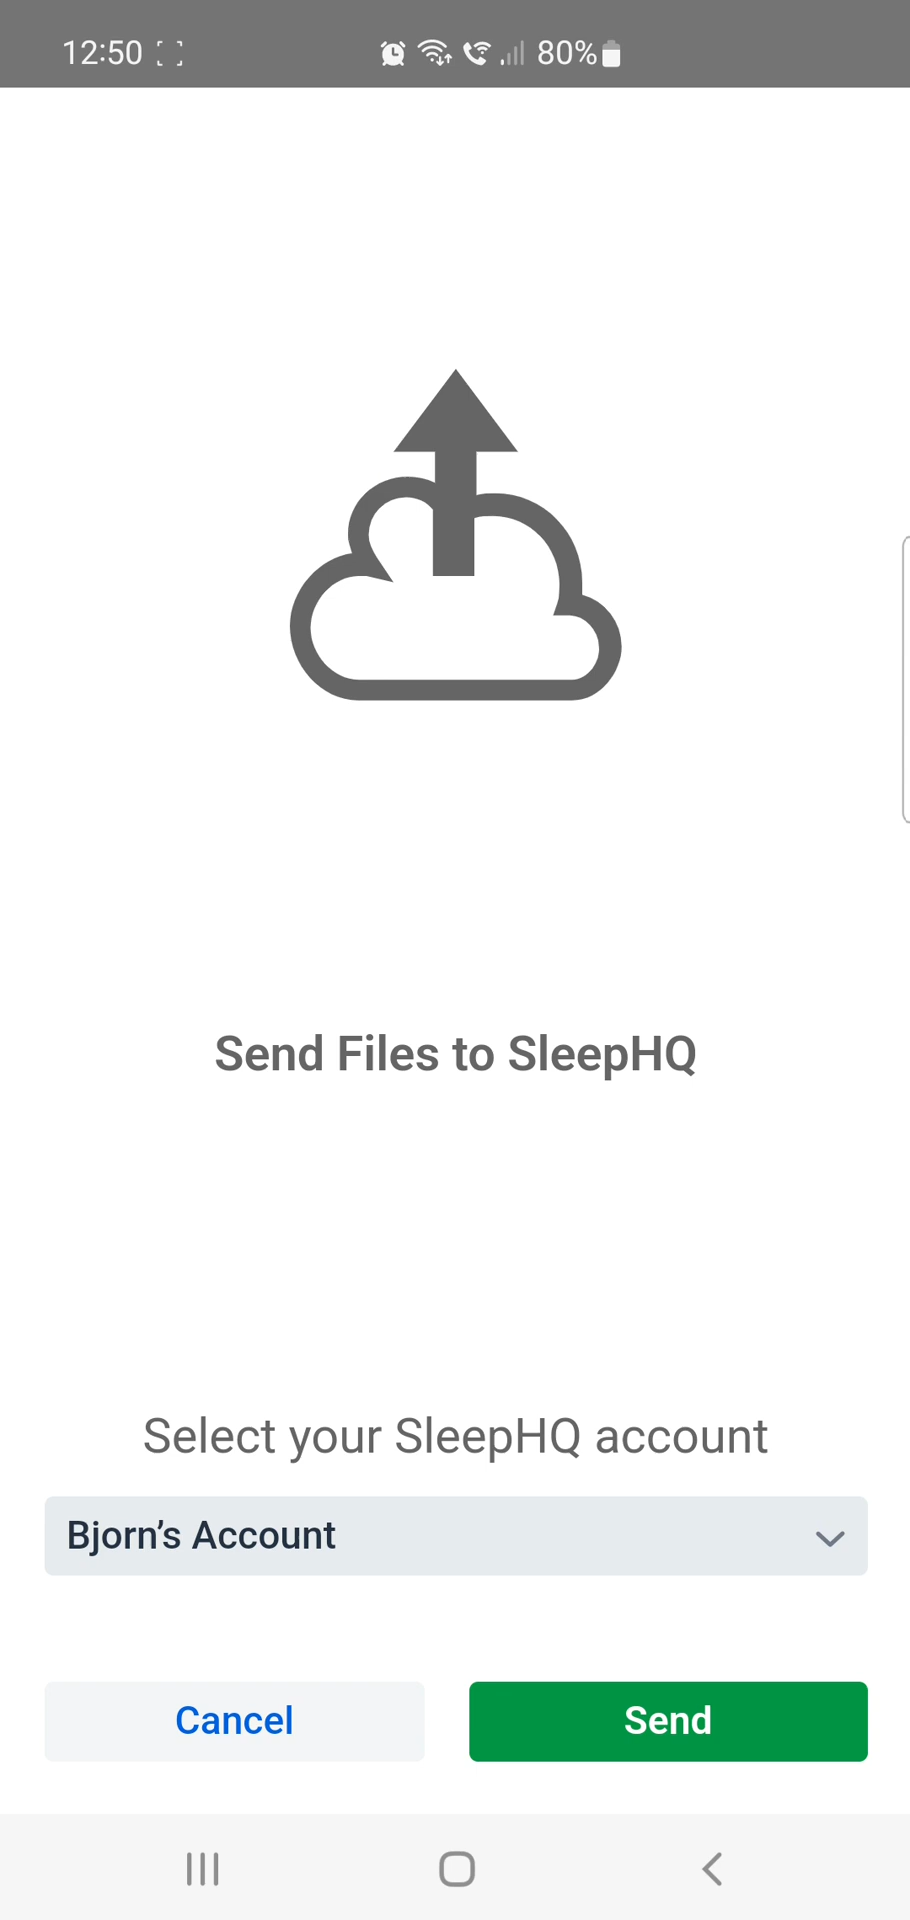 12:50 80%
Send Files to SleepHQ
Select your SleepHQ account
Bjorn’s Account
Cancel Send